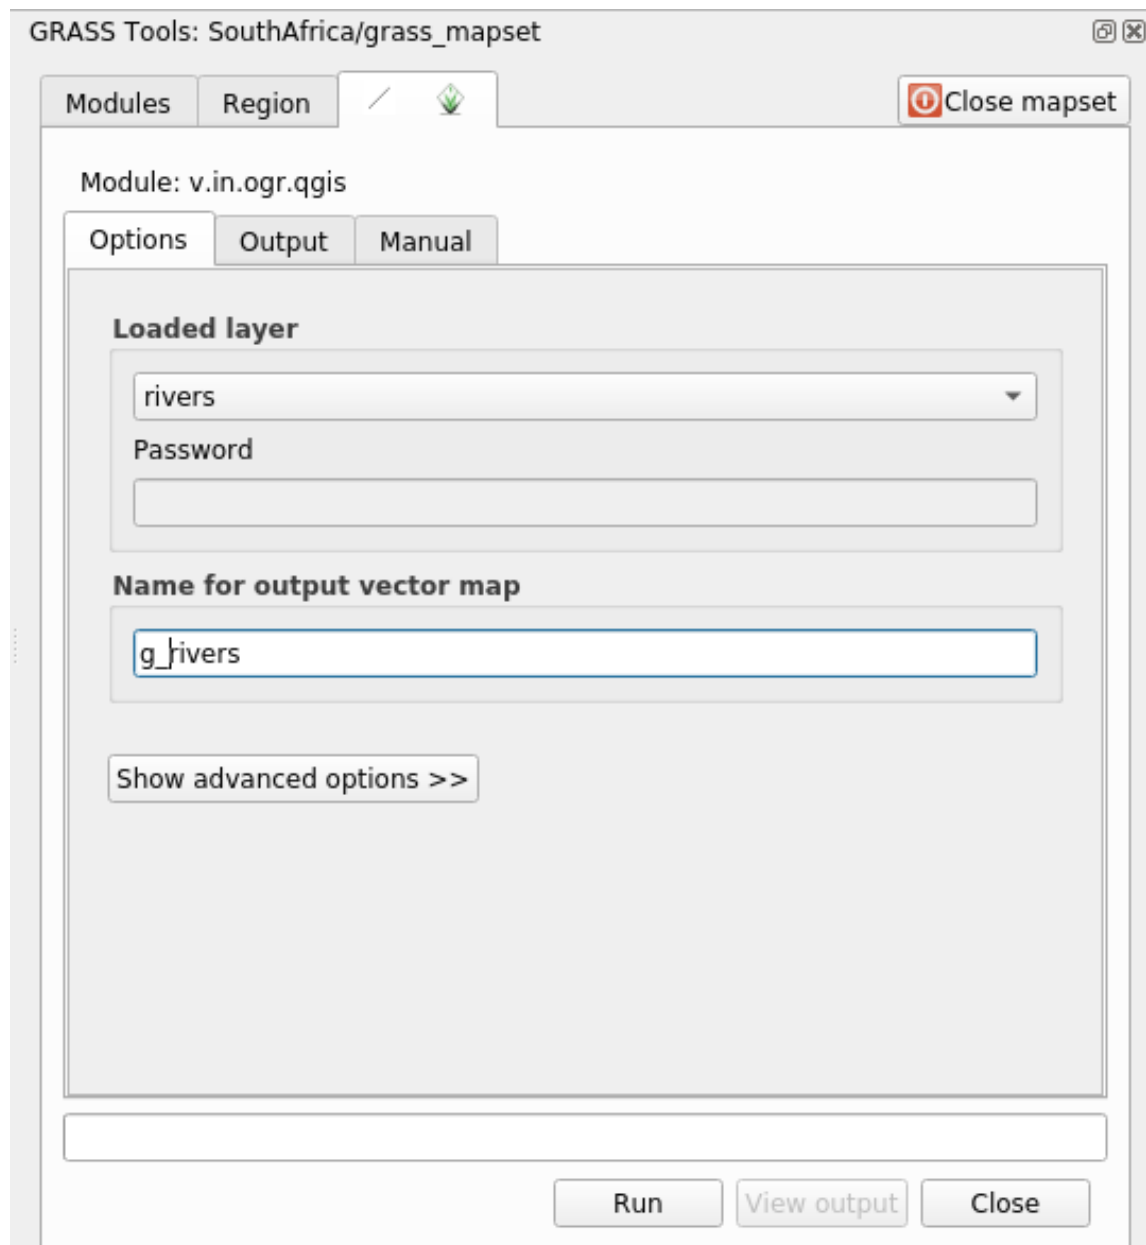 GRASS Tools: SouthAfrica/grass_mapset
Modules Region Close mapset
Module: v.in.ogr.qgis
Options Output Manual
Loaded layer
rivers
Password
Name for output vector map
g_rivers
Show advanced options >>
Run View output Close